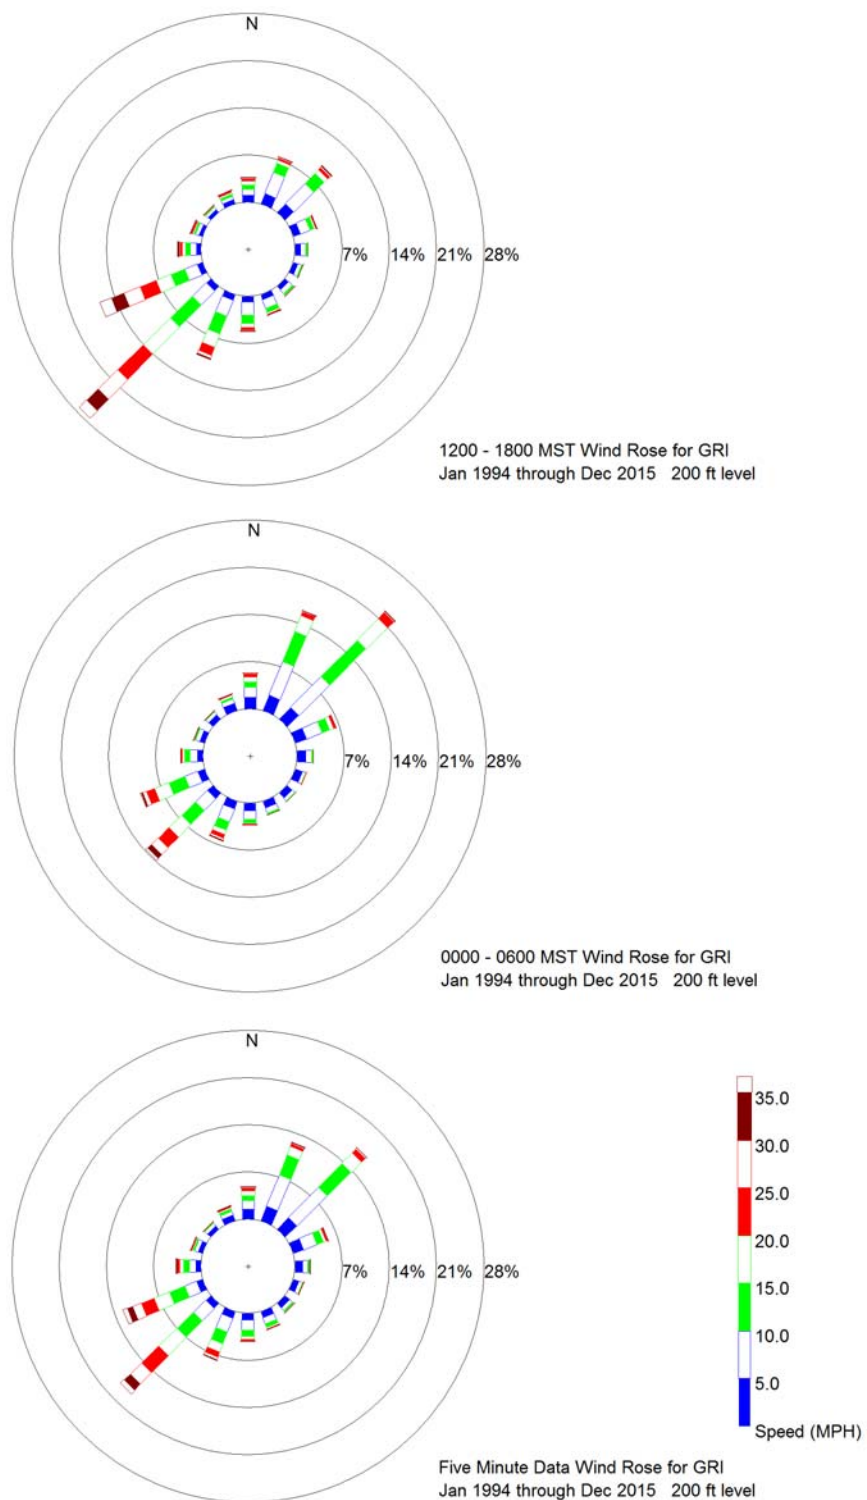 N
7% 14% 21% 28%
1200 - 1800 MST Wind Rose for GRI
Jan 1994 through Dec 2015 200 ft level
N
7% 14% 21% 28%
0000 - 0600 MST Wind Rose for GRI
Jan 1994 through Dec 2015 200 ft level
N
7% 14% 21% 28%
35.0
30.0
25.0
20.0
15.0
10.0
5.0
Speed (MPH)
Five Minute Data Wind Rose for GRI
Jan 1994 through Dec 2015 200 ft level